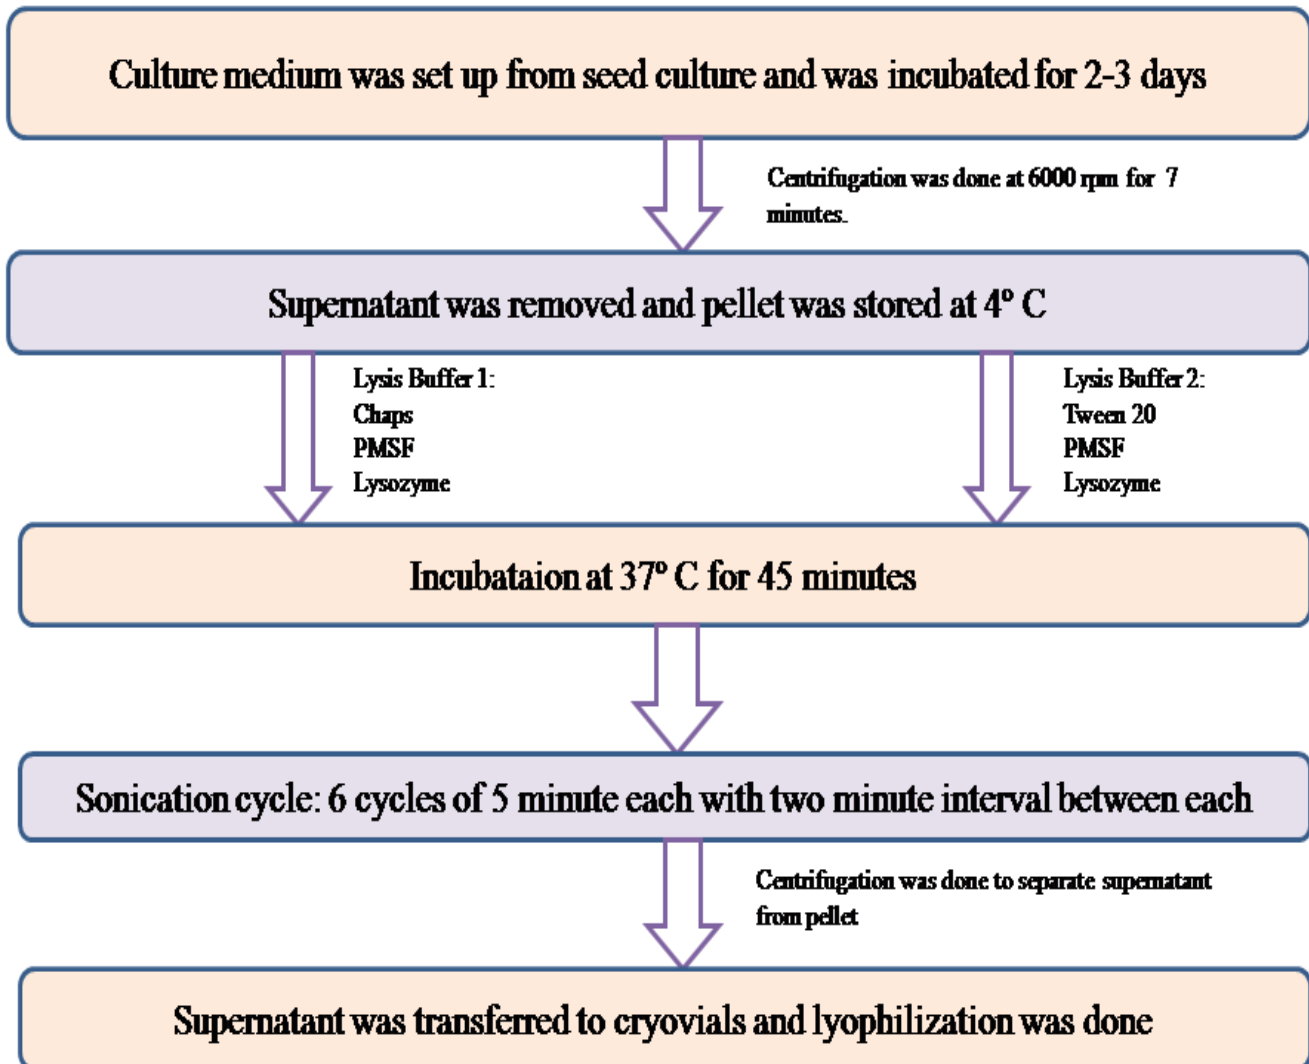 Culture medium was set up from seed culture and was incubated for 2-3 days
Centrifugation was done at 6000 rpm for 7
minutes.
Supernatant was removed and pellet was stored at 4º C
Lysis Buffer 1:
Chaps
PMSF
Lysozyme
Lysis Buffer 2:
Tween 20
PMSF
Lysozyme
Incubataion at 37º C for 45 minutes
Sonication cycle: 6 cycles of 5 minute each with two minute interval between each
Centrifugation was done to separate supernatant
from pellet
Supernatant was transferred to cryovials and lyophilization was done